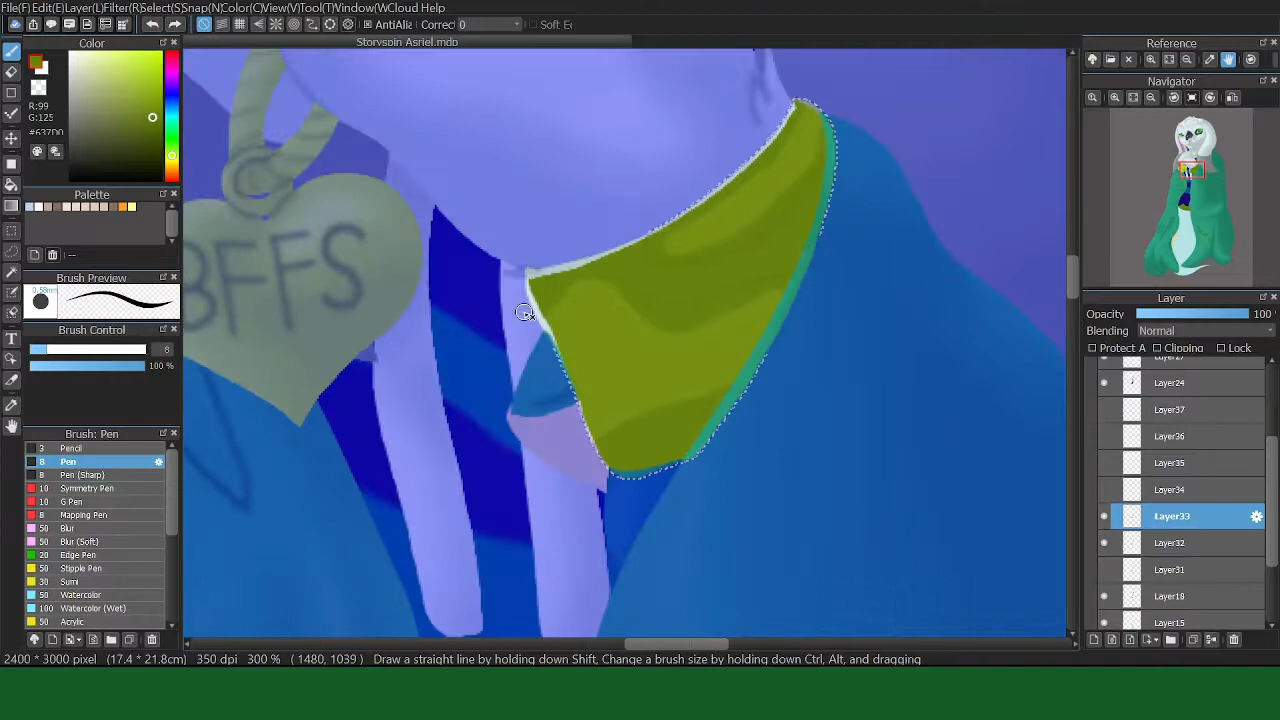 File(F) Edit(E) Layer(L) Filter(R) Select(S) Snap(N) Color(C) View(V) Tool(T) Window(W) Cloud Help
AntiAlia Correct 0 Soft E
Storyspin Asriel.mdp
Color
R:99
G:125
#637D0
Palette
--
Brush Preview
0.58mm
Brush Control
8
100 %
Brush: Pen
3 Pencil
8 Pen
8 Pen (Sharp)
10 Symmetry Pen
10 G Pen
8 Mapping Pen
50 Blur
50 Blur (Soft)
20 Edge Pen
50 Stipple Pen
30 Sumi
50 Watercolor
100 Watercolor (Wet)
50 Acrylic
BFFS
Reference
Navigator
Layer
Opacity 100
Blending Normal
Protect A Clipping Lock
Layer27
Layer24
Layer37
Layer36
Layer35
Layer34
Layer33
Layer32
Layer31
Layer18
Layer15
2400 * 3000 pixel (17.4 * 21.8cm) 350 dpi 300 % ( 1480, 1039 ) Draw a straight line by holding down Shift, Change a brush size by holding down Ctrl, Alt, and dragging